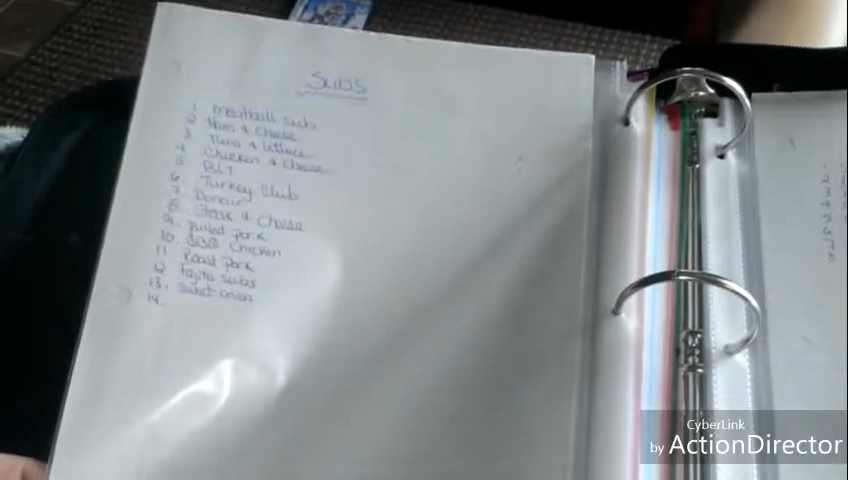 Subs
1. meatball sub
2. Ham & Cheese
3. Tuna & lettuce
4. Chicken & Cheese
5. BLT
6. Turkey Club
7. Donair
8. Steak & Cheese
9. pulled pork
10. BBQ Chicken
11. Roast pork
12. Fajita subs
13. Sweet onion
14.
CyberLink
by ActionDirector